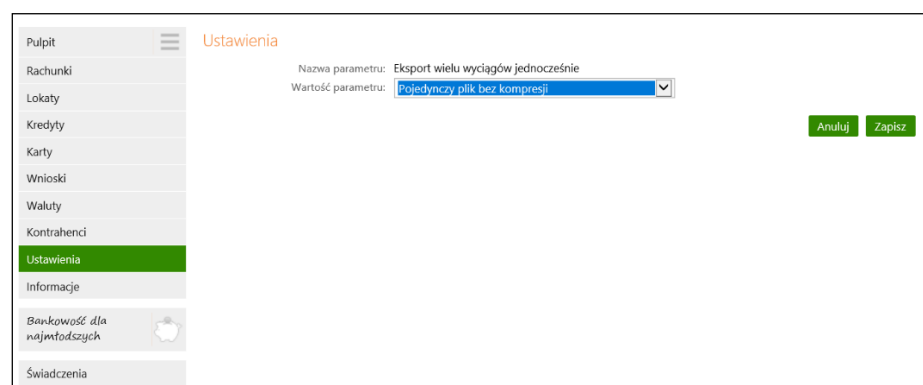 Pulpit
Rachunki
Lokaty
Kredyty
Karty
Wnioski
Waluty
Kontrahenci
Ustawienia
Informacje
Bankowość dla
najmłodszych
Świadczenia
Ustawienia
Nazwa parametru: Eksport wielu wyciągów jednocześnie
Wartość parametru: Pojedynczy plik bez kompresji
Anuluj Zapisz